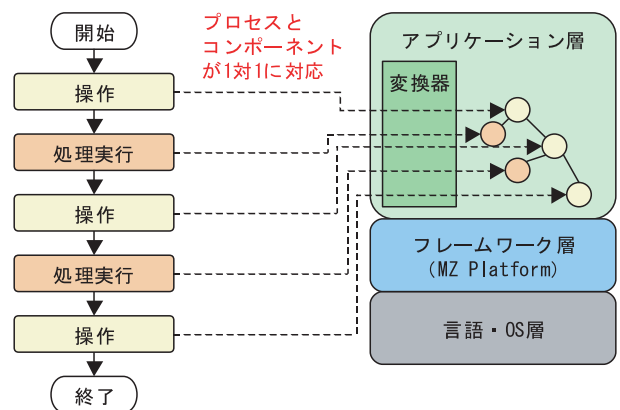 開始
操作
処理実行
操作
処理実行
操作
終了
プロセスと
コンポーネント
が1対1に対応
アプリケーション層
変換器
フレームワーク層
(MZ Platform)
言語・OS層